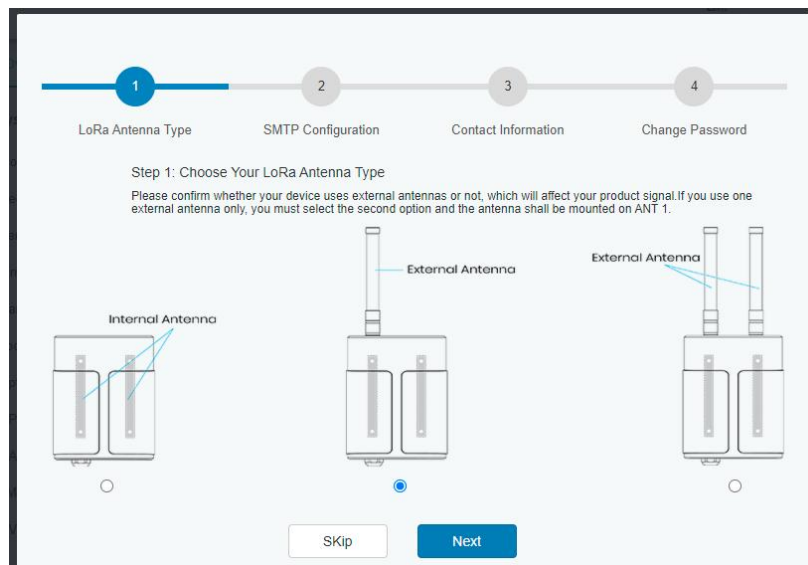 1
2
3
4
LoRa Antenna Type
SMTP Configuration
Contact Information
Change Password
Step 1: Choose Your LoRa Antenna Type
Please confirm whether your device uses external antennas or not, which will affect your product signal.If you use one
external antenna only, you must select the second option and the antenna shall be mounted on ANT 1.
Internal Antenna
External Antenna
External Antenna
SKip
Next